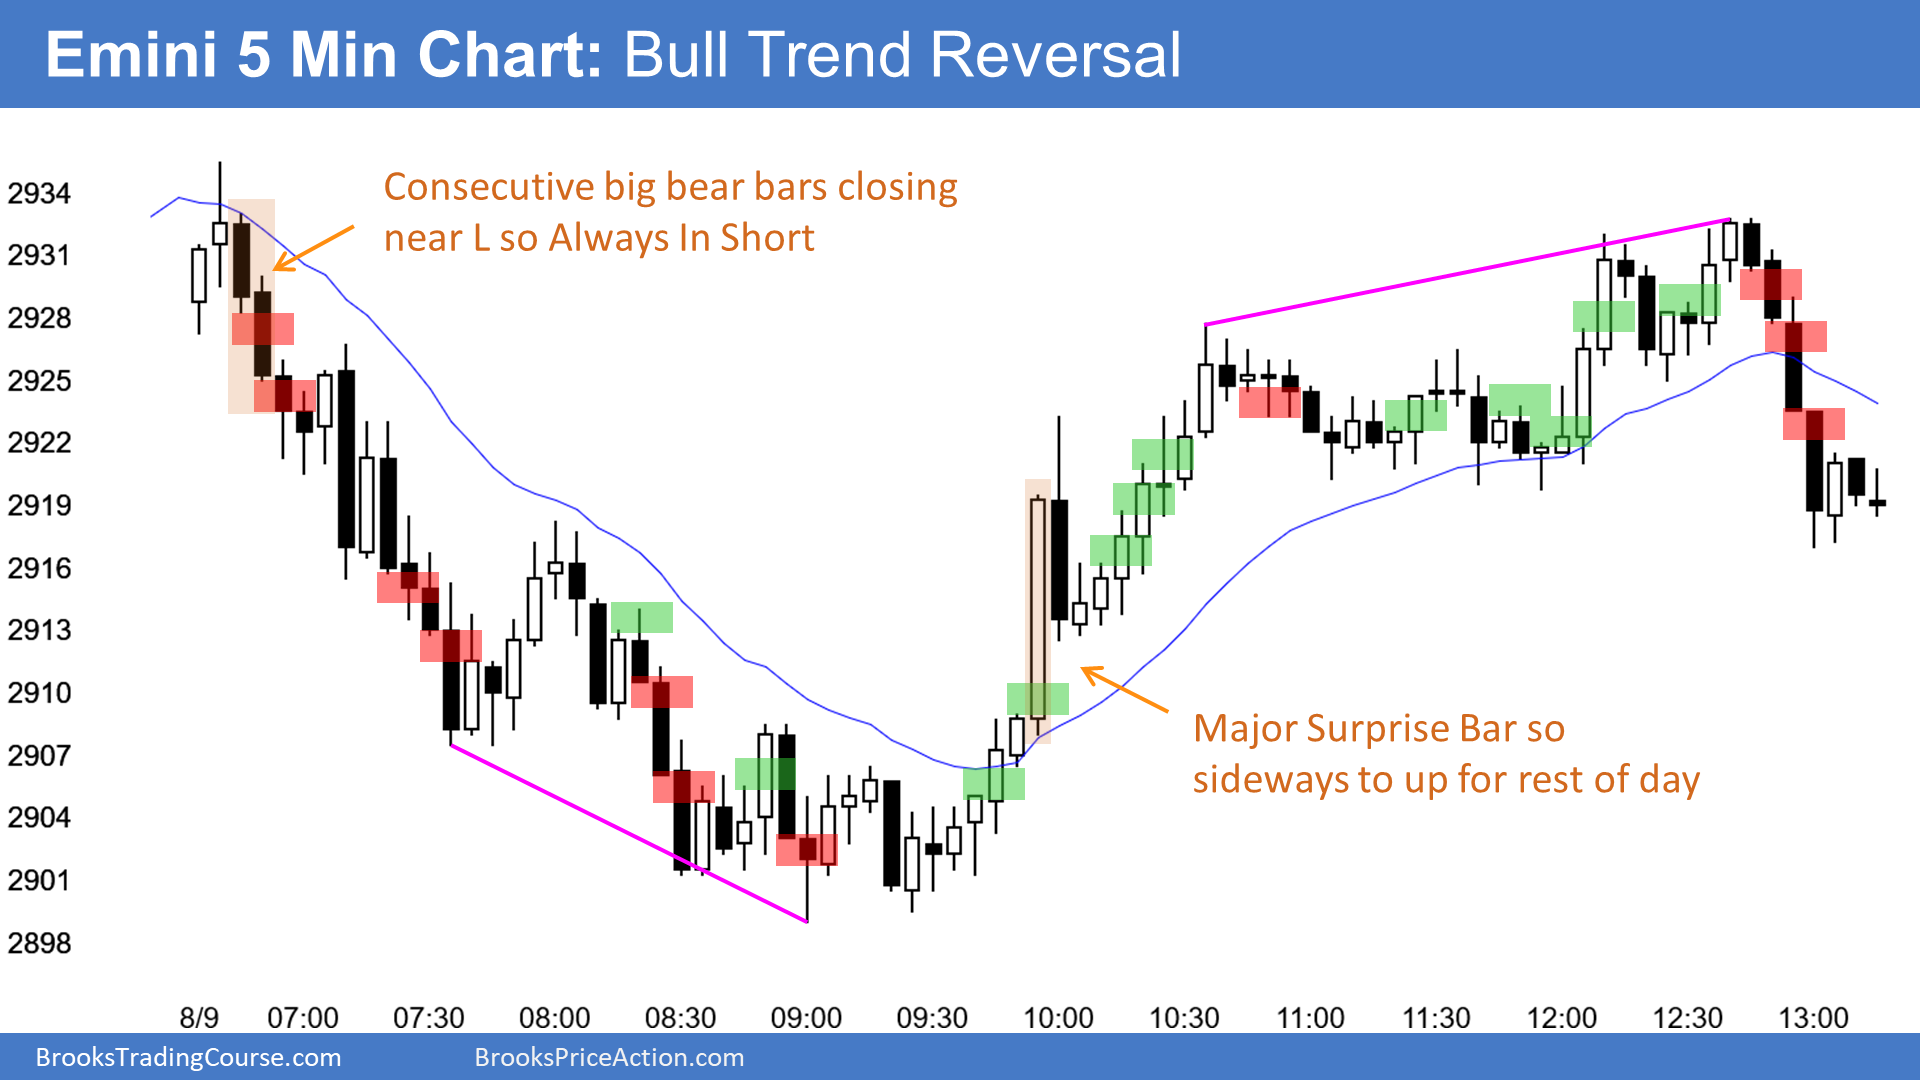 Emini 5 Min Chart: Bull Trend Reversal
Consecutive big bear bars closing
near L so Always In Short
2934
2931
2928
2925
2922
2919
2916
2913
2910
2907
2904
2901
2898
Major Surprise Bar so
sideways to up for rest of day
8/9 07:00 07:30 08:00 08:30 09:00 09:30 10:00 10:30 11:00 11:30 12:00 12:30 13:00
BrooksTradingCourse.com BrooksPriceAction.com